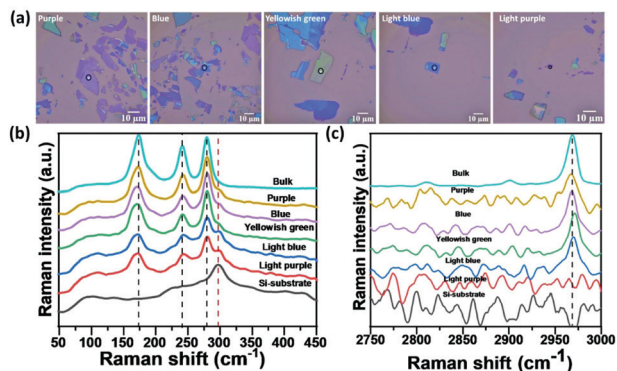 (a)
Purple
Blue
Yellowish green
Light blue
Light purple
10 µm
10 µm
10 µm
10 µm
10 µm
(b)
Raman intensity (a.u.)
Bulk
Purple
Blue
Yellowish green
Light blue
Light purple
Si-substrate
50 100 150 200 250 300 350 400 450
Raman shift (cm-1)
(c)
Raman intensity (a.u.)
Bulk
Purple
Blue
Yellowish green
Light blue
Light purple
Si-substrate
2750 2800 2850 2900 2950 3000
Raman shift (cm-1)